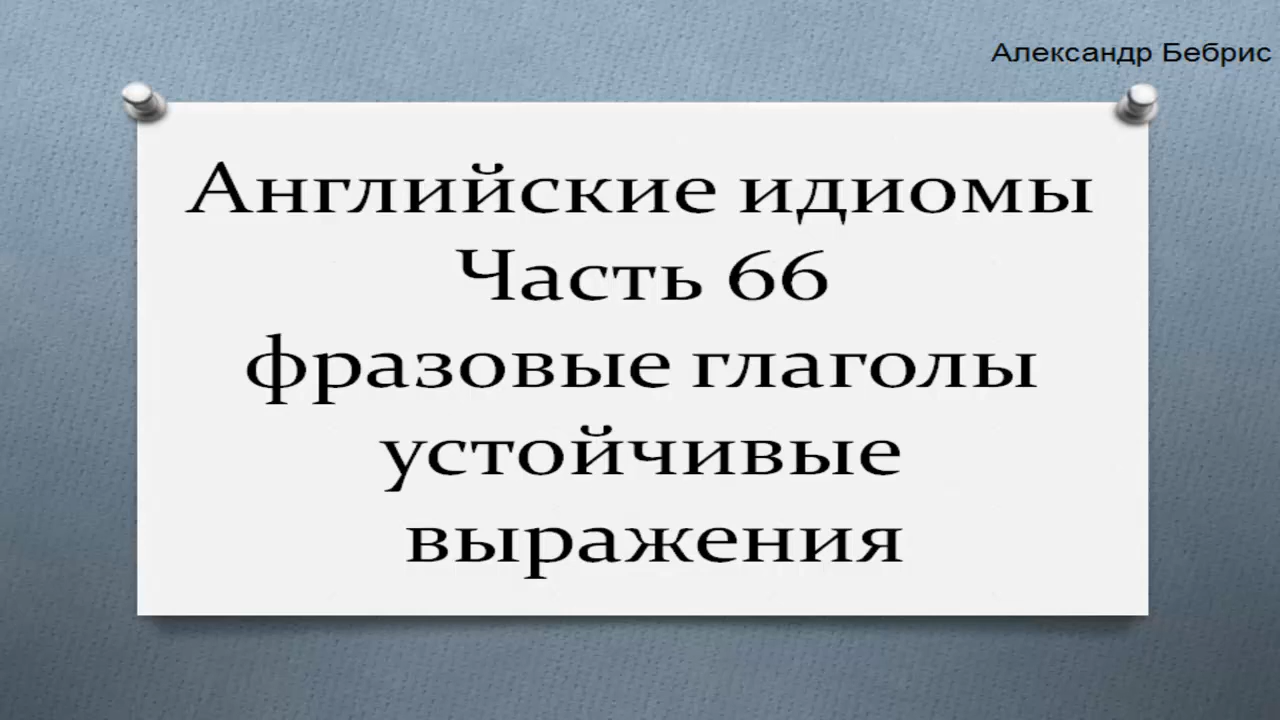 Александр Бебрис
Английские идиомы
Часть 66
фразовые глаголы
устойчивые
выражения